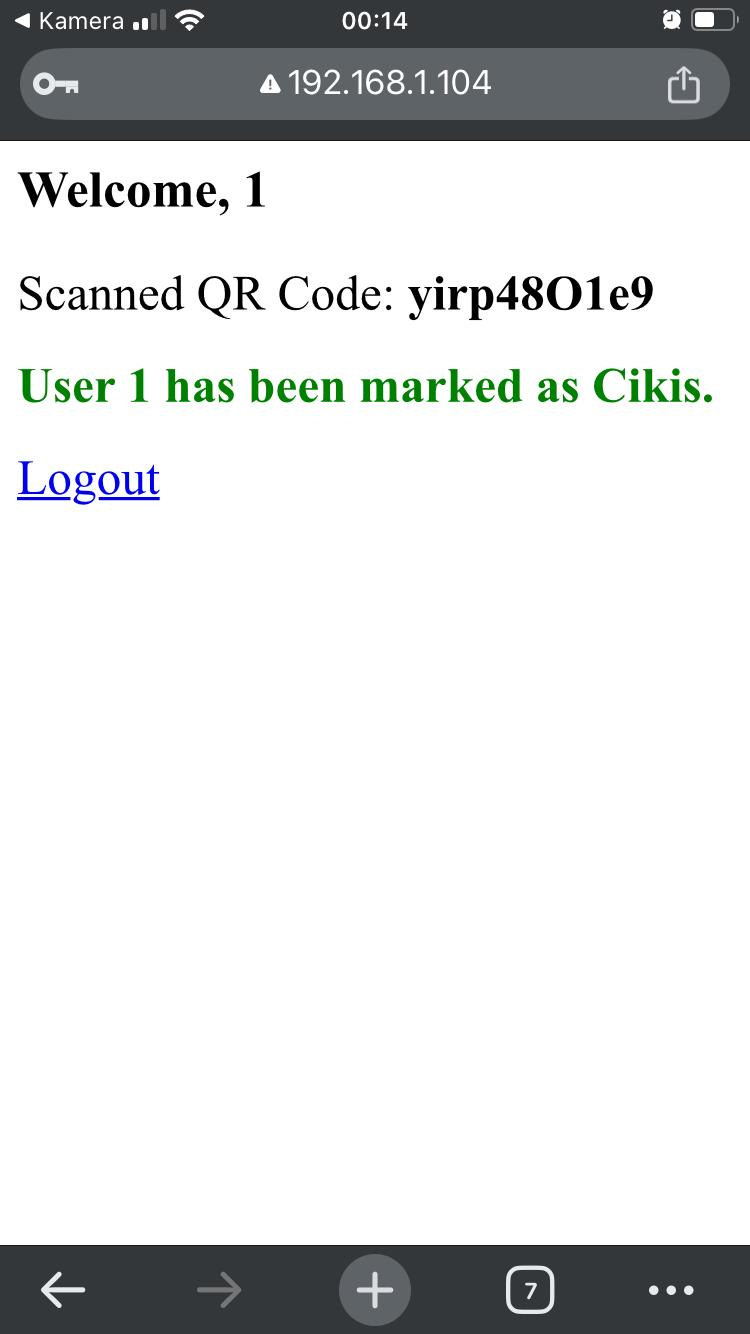 Kamera
00:14
192.168.1.104
Welcome, 1
Scanned QR Code: yirp48O1e9
User 1 has been marked as Cikis.
Logout
7